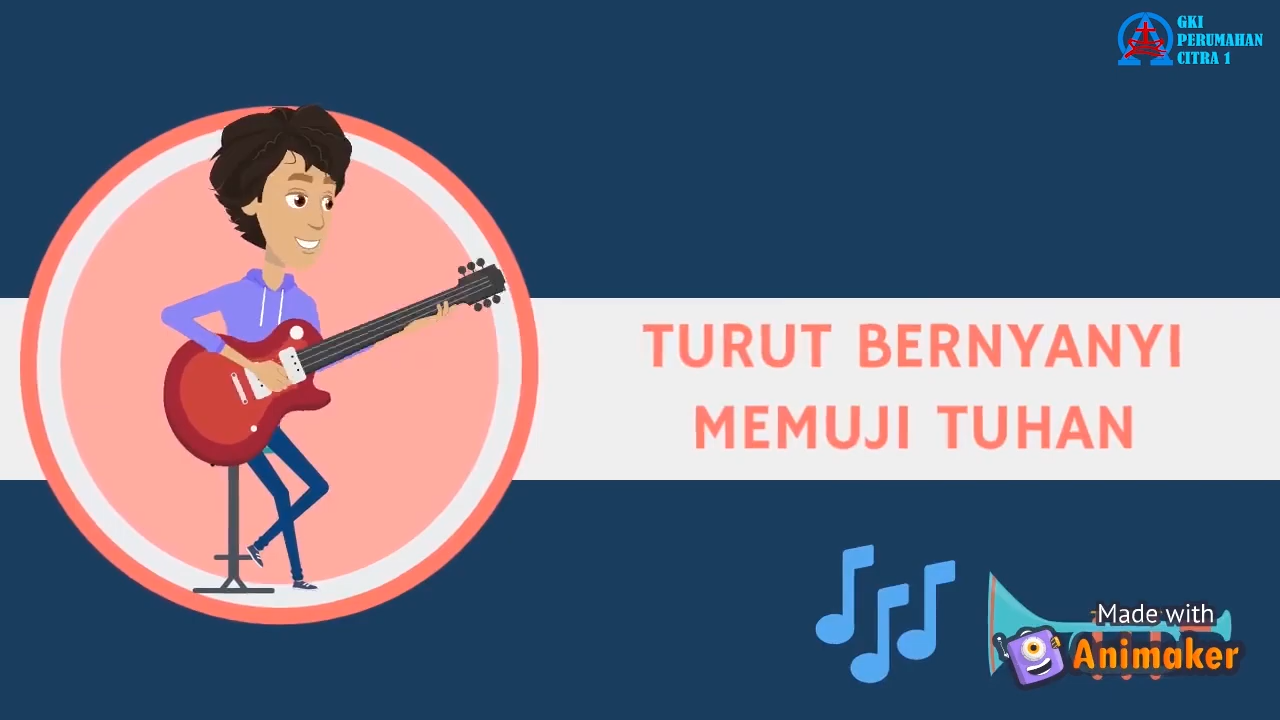 GKI
PERUMAHAN
CITRA 1
TURUT BERNYANYI
MEMUJI TUHAN
Made with
Animaker